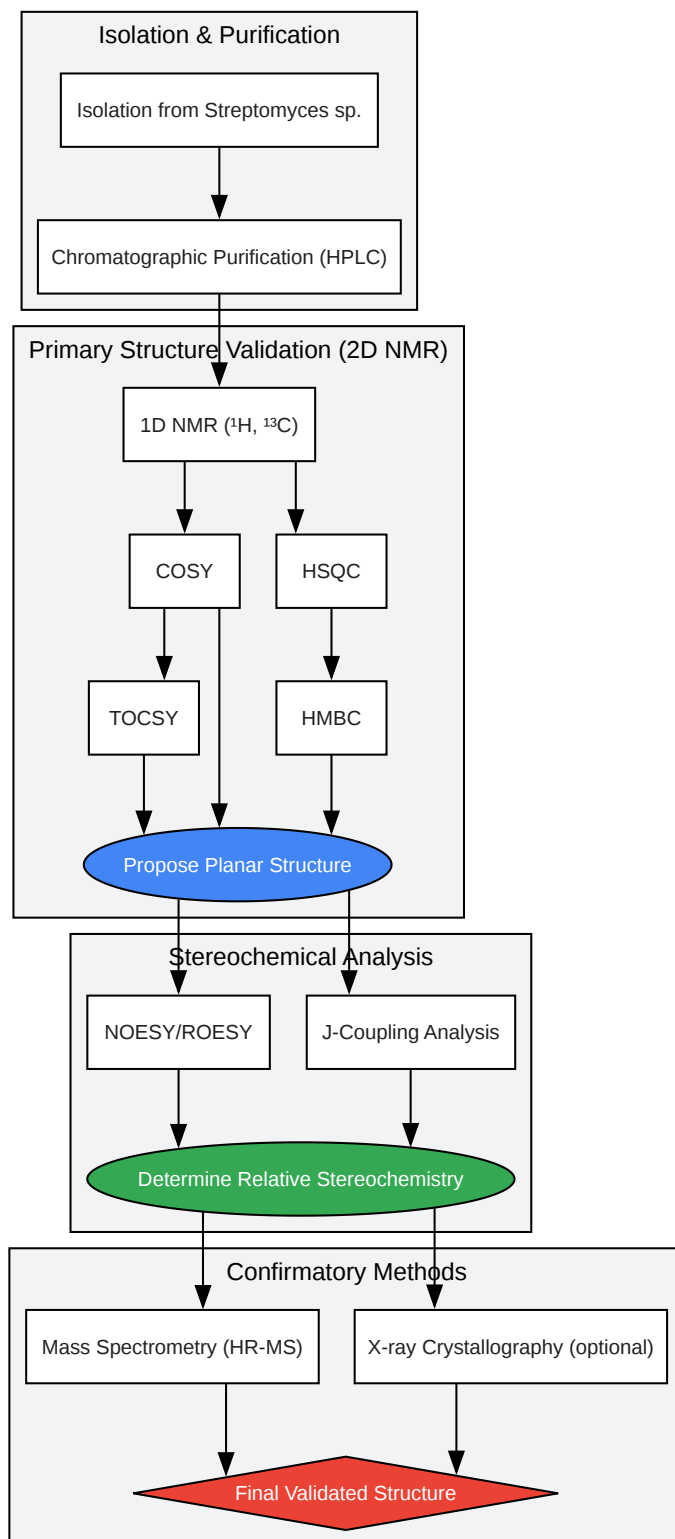 Isolation & Purification
Isolation from Streptomyces sp.
Chromatographic Purification (HPLC)
Primary Structure Validation (2D NMR)
1D NMR (¹H, ¹³C)
COSY
HSQC
TOCSY
HMBC
Propose Planar Structure
Stereochemical Analysis
NOESY/ROESY
J-Coupling Analysis
Determine Relative Stereochemistry
Confirmatory Methods
Mass Spectrometry (HR-MS)
X-ray Crystallography (optional)
Final Validated Structure